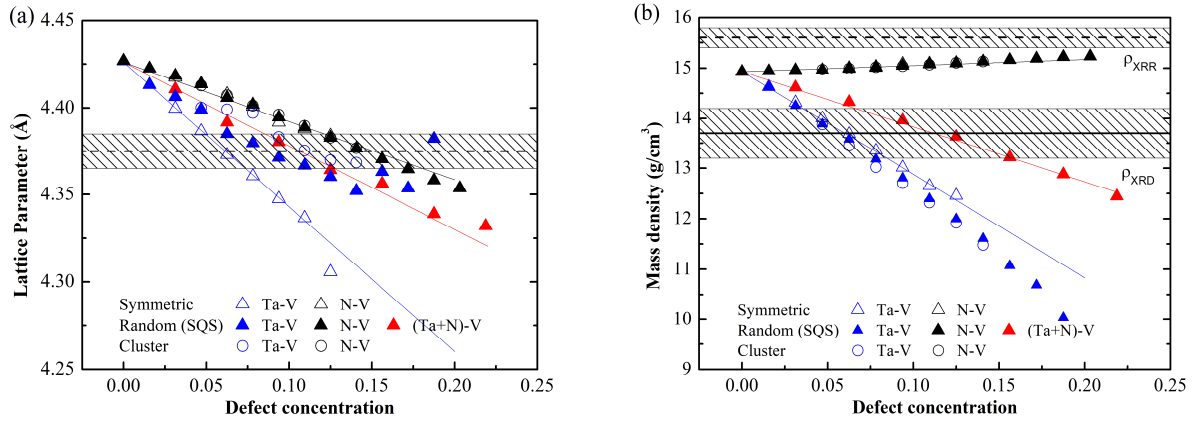 (a)
4.45
4.40
4.35
4.30
4.25
Lattice Parameter (Å)
Symmetric Ta-V N-V
Random (SQS) Ta-V N-V (Ta+N)-V
Cluster Ta-V N-V
0.00 0.05 0.10 0.15 0.20 0.25
Defect concentration
(b)
16
15
14
13
12
11
10
9
Mass density (g/cm³)
ρXRR
ρXRD
Symmetric Ta-V N-V
Random (SQS) Ta-V N-V (Ta+N)-V
Cluster Ta-V N-V
0.00 0.05 0.10 0.15 0.20 0.25
Defect concentration